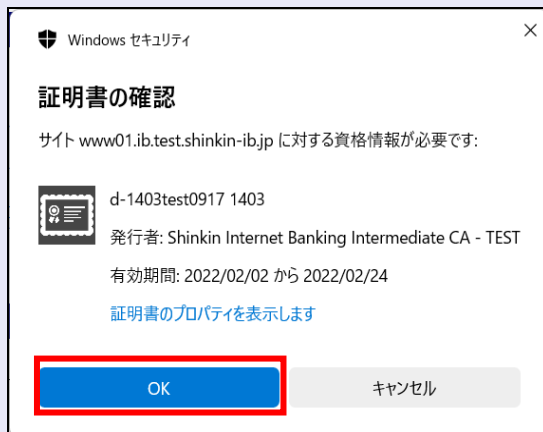 Windows セキュリティ
証明書の確認
サイト www01.ib.test.shinkin-ib.jp に対する資格情報が必要です:
d-1403test0917 1403
発行者: Shinkin Internet Banking Intermediate CA - TEST
有効期間: 2022/02/02 から 2022/02/24
証明書のプロパティを表示します
OK
キャンセル